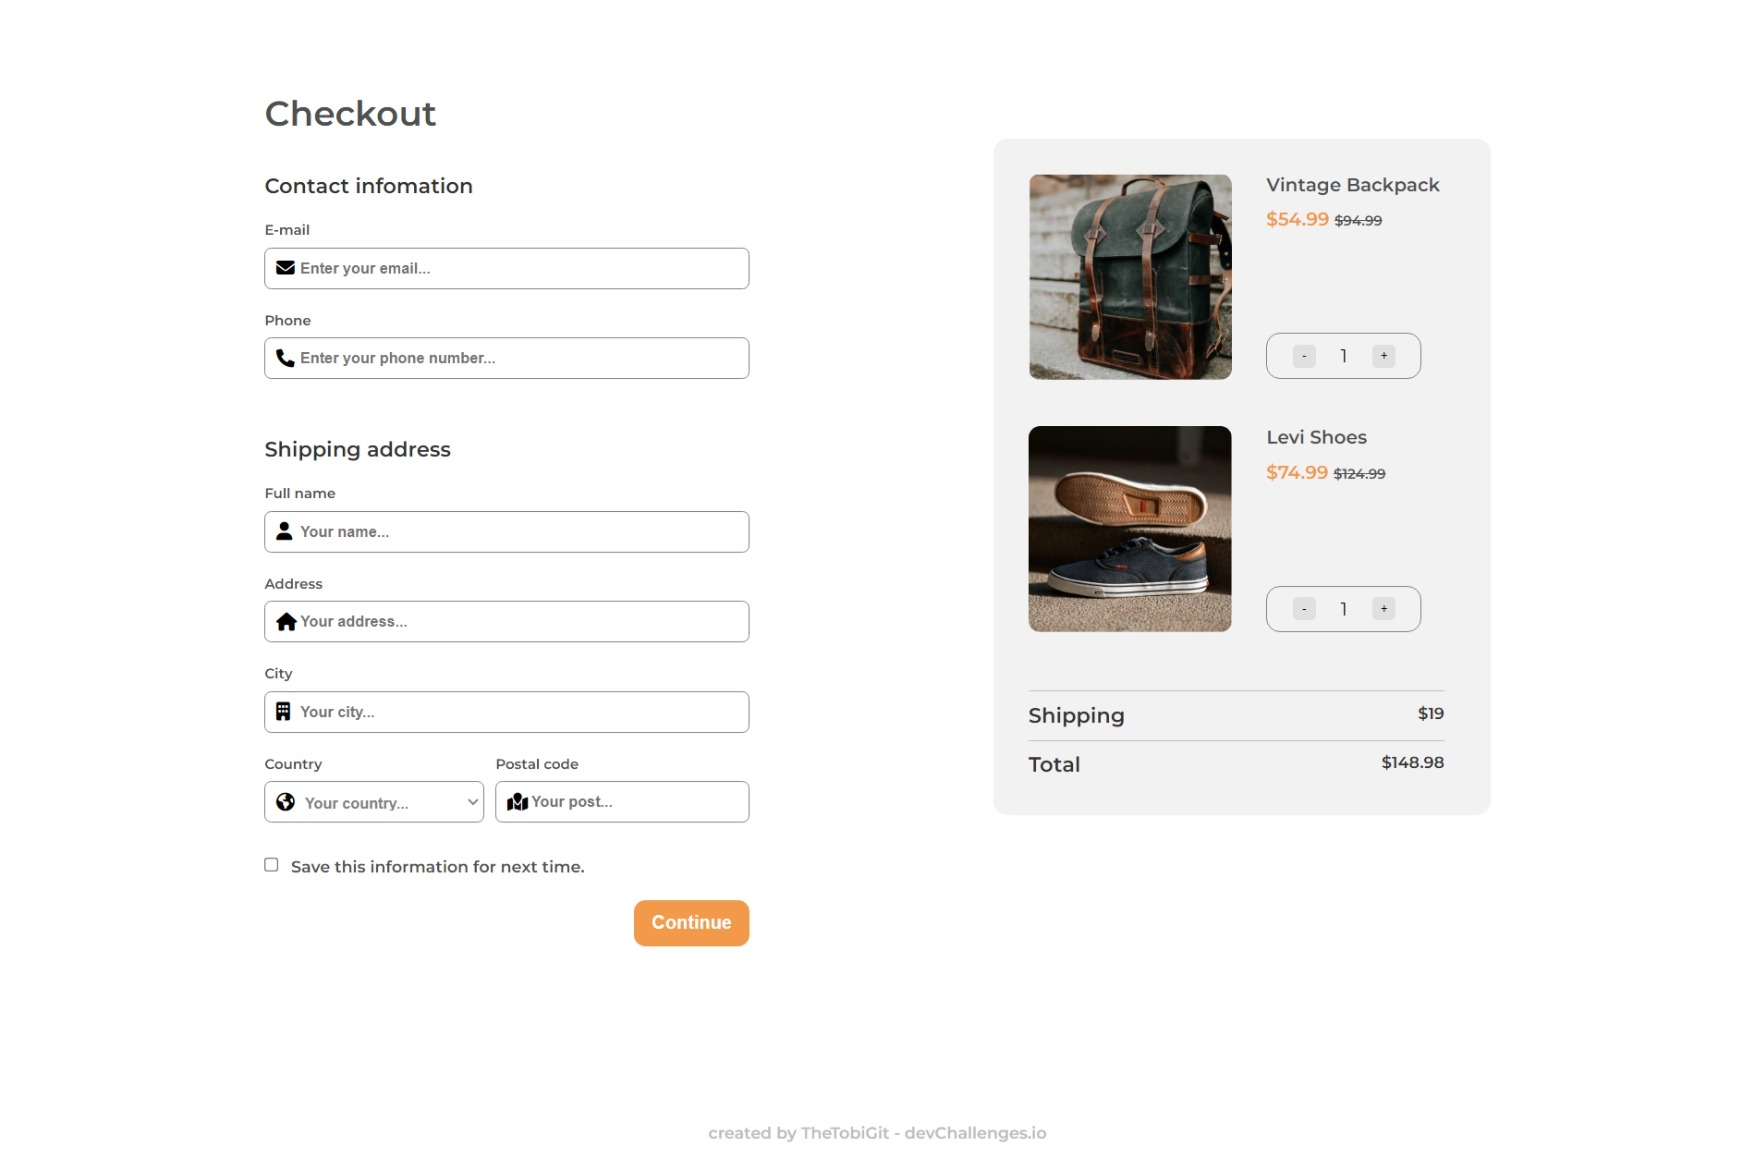 Checkout
Contact infomation
E-mail
Enter your email...
Phone
Enter your phone number...
Shipping address
Full name
Your name...
Address
Your address...
City
Your city...
Country
Postal code
Your country...
Your post...
Save this information for next time.
Continue
Vintage Backpack
$54.99 $94.99
- 1 +
Levi Shoes
$74.99 $124.99
- 1 +
Shipping $19
Total $148.98
created by TheTobiGit - devChallenges.io